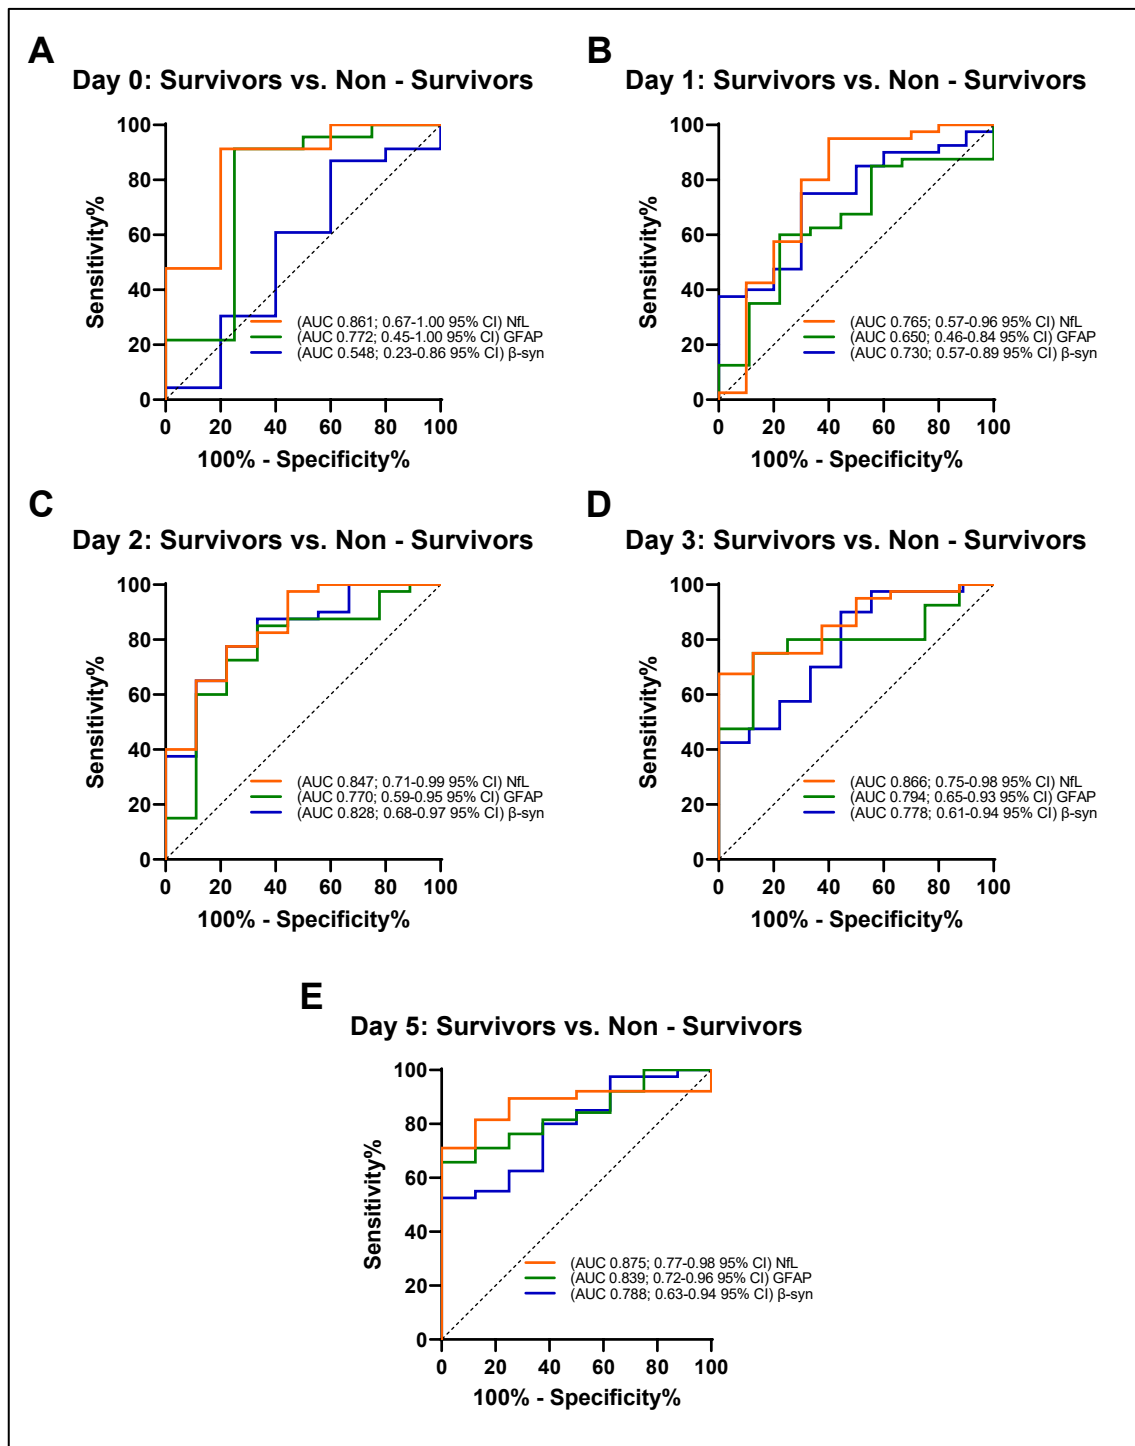 A
Day 0: Survivors vs. Non - Survivors
100
80
60
40
20
0
Sensitivity%
(AUC 0.861; 0.67-1.00 95% CI) NfL
(AUC 0.772; 0.45-1.00 95% CI) GFAP
(AUC 0.548; 0.23-0.86 95% CI) β-syn
0 20 40 60 80 100
100% - Specificity%
B
Day 1: Survivors vs. Non - Survivors
100
80
60
40
20
0
Sensitivity%
(AUC 0.765; 0.57-0.96 95% CI) NfL
(AUC 0.650; 0.46-0.84 95% CI) GFAP
(AUC 0.730; 0.57-0.89 95% CI) β-syn
0 20 40 60 80 100
100% - Specificity%
C
Day 2: Survivors vs. Non - Survivors
100
80
60
40
20
0
Sensitivity%
(AUC 0.847; 0.71-0.99 95% CI) NfL
(AUC 0.770; 0.59-0.95 95% CI) GFAP
(AUC 0.828; 0.68-0.97 95% CI) β-syn
0 20 40 60 80 100
100% - Specificity%
D
Day 3: Survivors vs. Non - Survivors
100
80
60
40
20
0
Sensitivity%
(AUC 0.866; 0.75-0.98 95% CI) NfL
(AUC 0.794; 0.65-0.93 95% CI) GFAP
(AUC 0.778; 0.61-0.94 95% CI) β-syn
0 20 40 60 80 100
100% - Specificity%
E
Day 5: Survivors vs. Non - Survivors
100
80
60
40
20
0
Sensitivity%
(AUC 0.875; 0.77-0.98 95% CI) NfL
(AUC 0.839; 0.72-0.96 95% CI) GFAP
(AUC 0.788; 0.63-0.94 95% CI) β-syn
0 20 40 60 80 100
100% - Specificity%